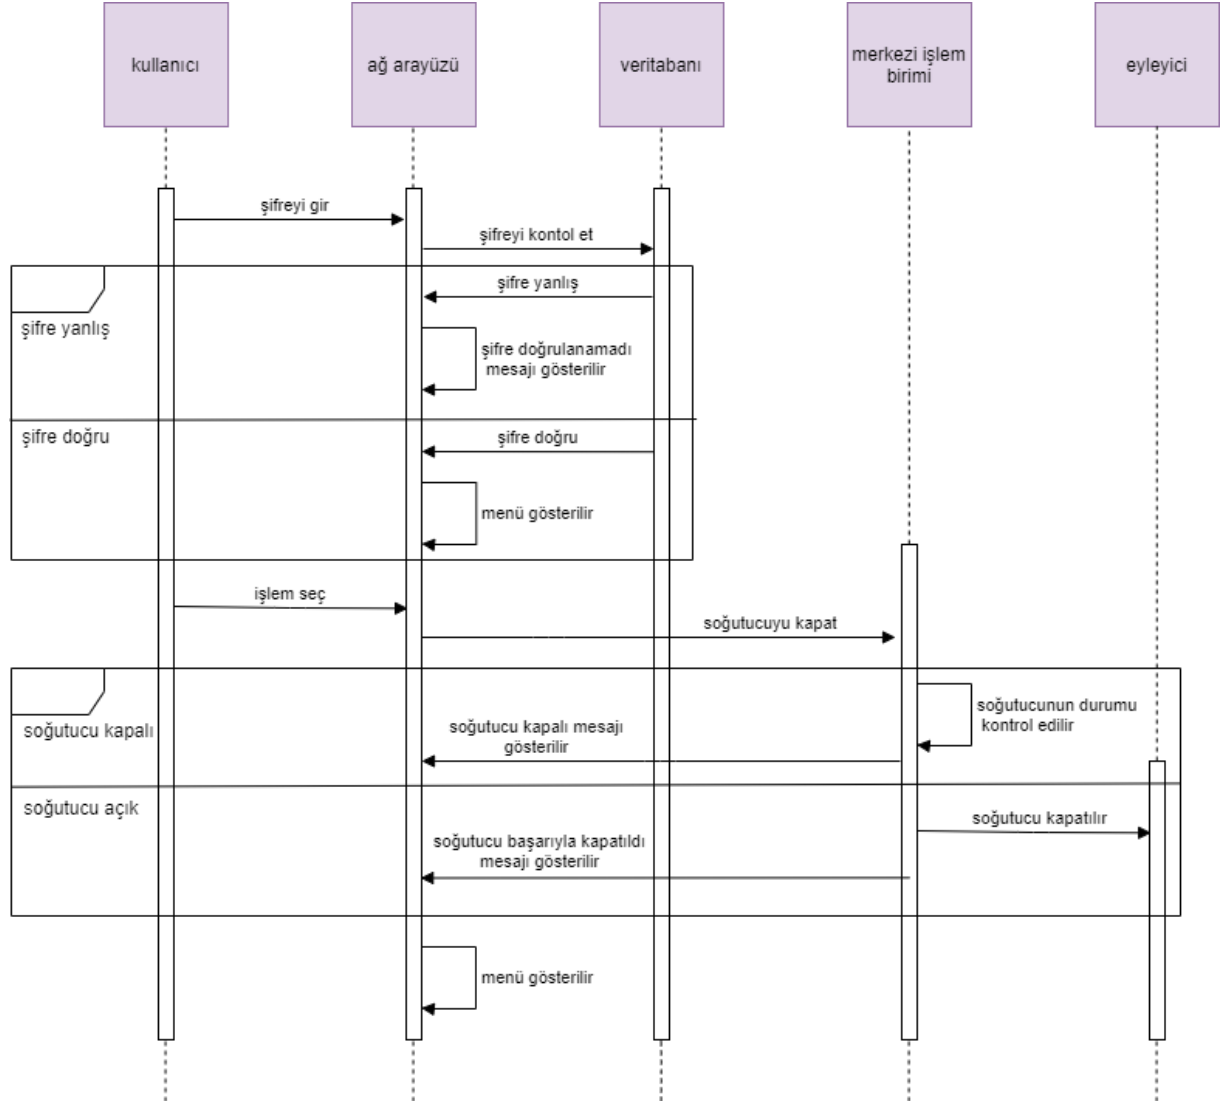 kullanıcı
ağ arayüzü
veritabanı
merkezi işlem
birimi
eyleyici
şifreyi gir
şifreyi kontol et
şifre yanlış
şifre yanlış
şifre doğrulanamadı
mesajı gösterilir
şifre doğru
şifre doğru
menü gösterilir
işlem seç
soğutucuyu kapat
soğutucu kapalı
soğutucunun durumu
kontrol edilir
soğutucu kapalı mesajı
gösterilir
soğutucu açık
soğutucu kapatılır
soğutucu başarıyla kapatıldı
mesajı gösterilir
menü gösterilir